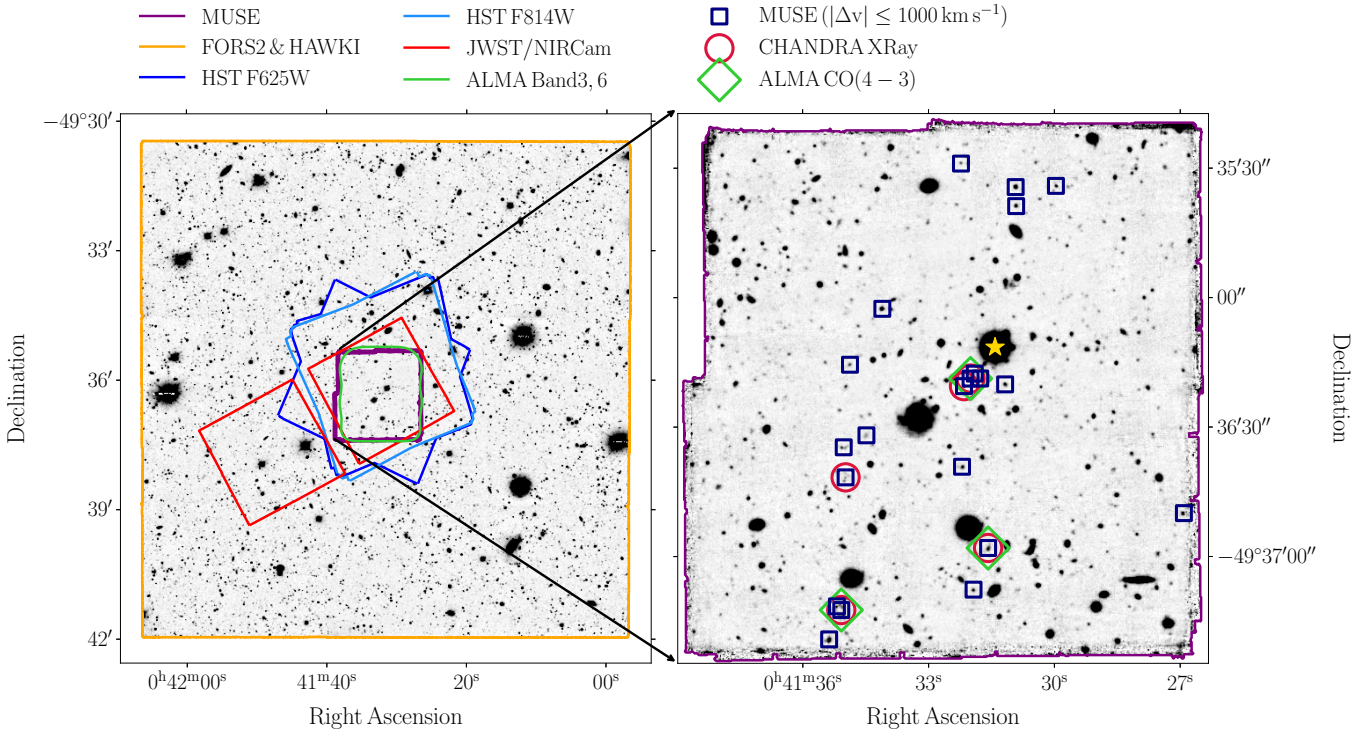 MUSE
FORS2 & HAWKI
HST F625W
HST F814W
JWST/NIRCam
ALMA Band3, 6
MUSE (|Δv| ≤ 1000 km s⁻¹)
CHANDRA XRay
ALMA CO(4 − 3)
−49°30′
33′
36′
39′
42′
Declination
0ʰ42ᵐ00ˢ
41ᵐ40ˢ
20ˢ
00ˢ
Right Ascension
35′30″
00″
36′30″
−49°37′00″
Declination
0ʰ41ᵐ36ˢ
33ˢ
30ˢ
27ˢ
Right Ascension